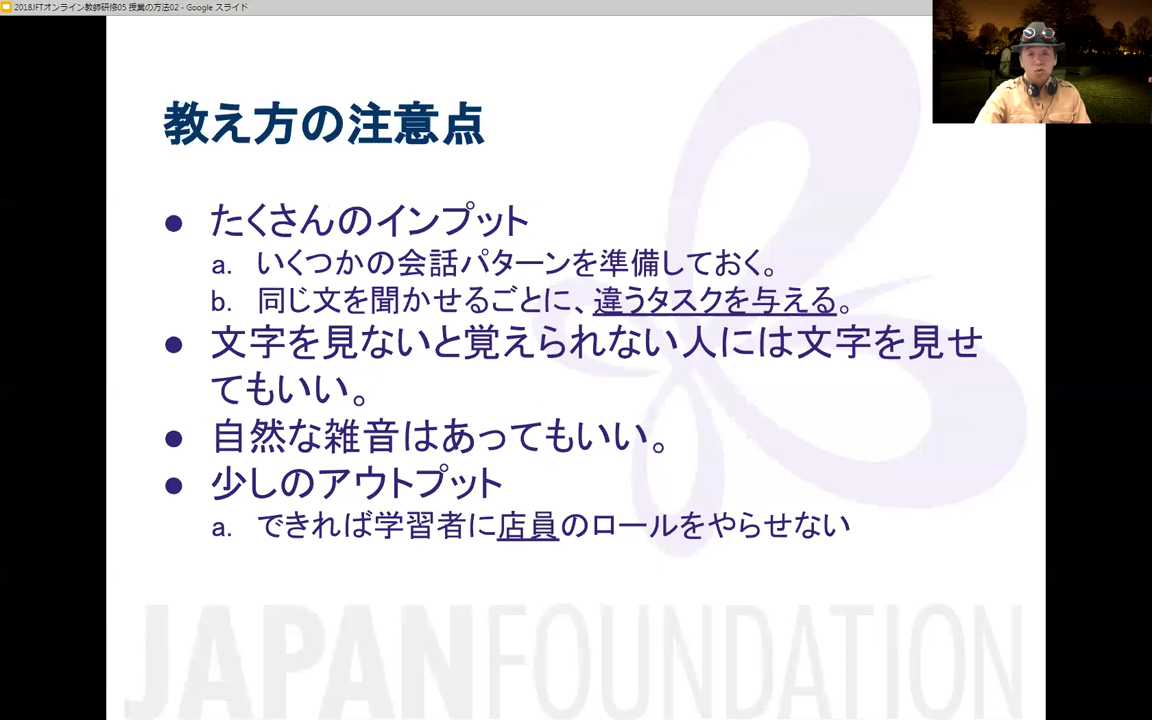 2018JFTオンライン教師研修05 授業の方法02 - Google スライド
教え方の注意点
● たくさんのインプット
a. いくつかの会話パターンを準備しておく。
b. 同じ文を聞かせるごとに、違うタスクを与える。
● 文字を見ないと覚えられない人には文字を見せ
てもいい。
● 自然な雑音はあってもいい。
● 少しのアウトプット
a. できれば学習者に店員のロールをやらせない
JAPANFOUNDATION